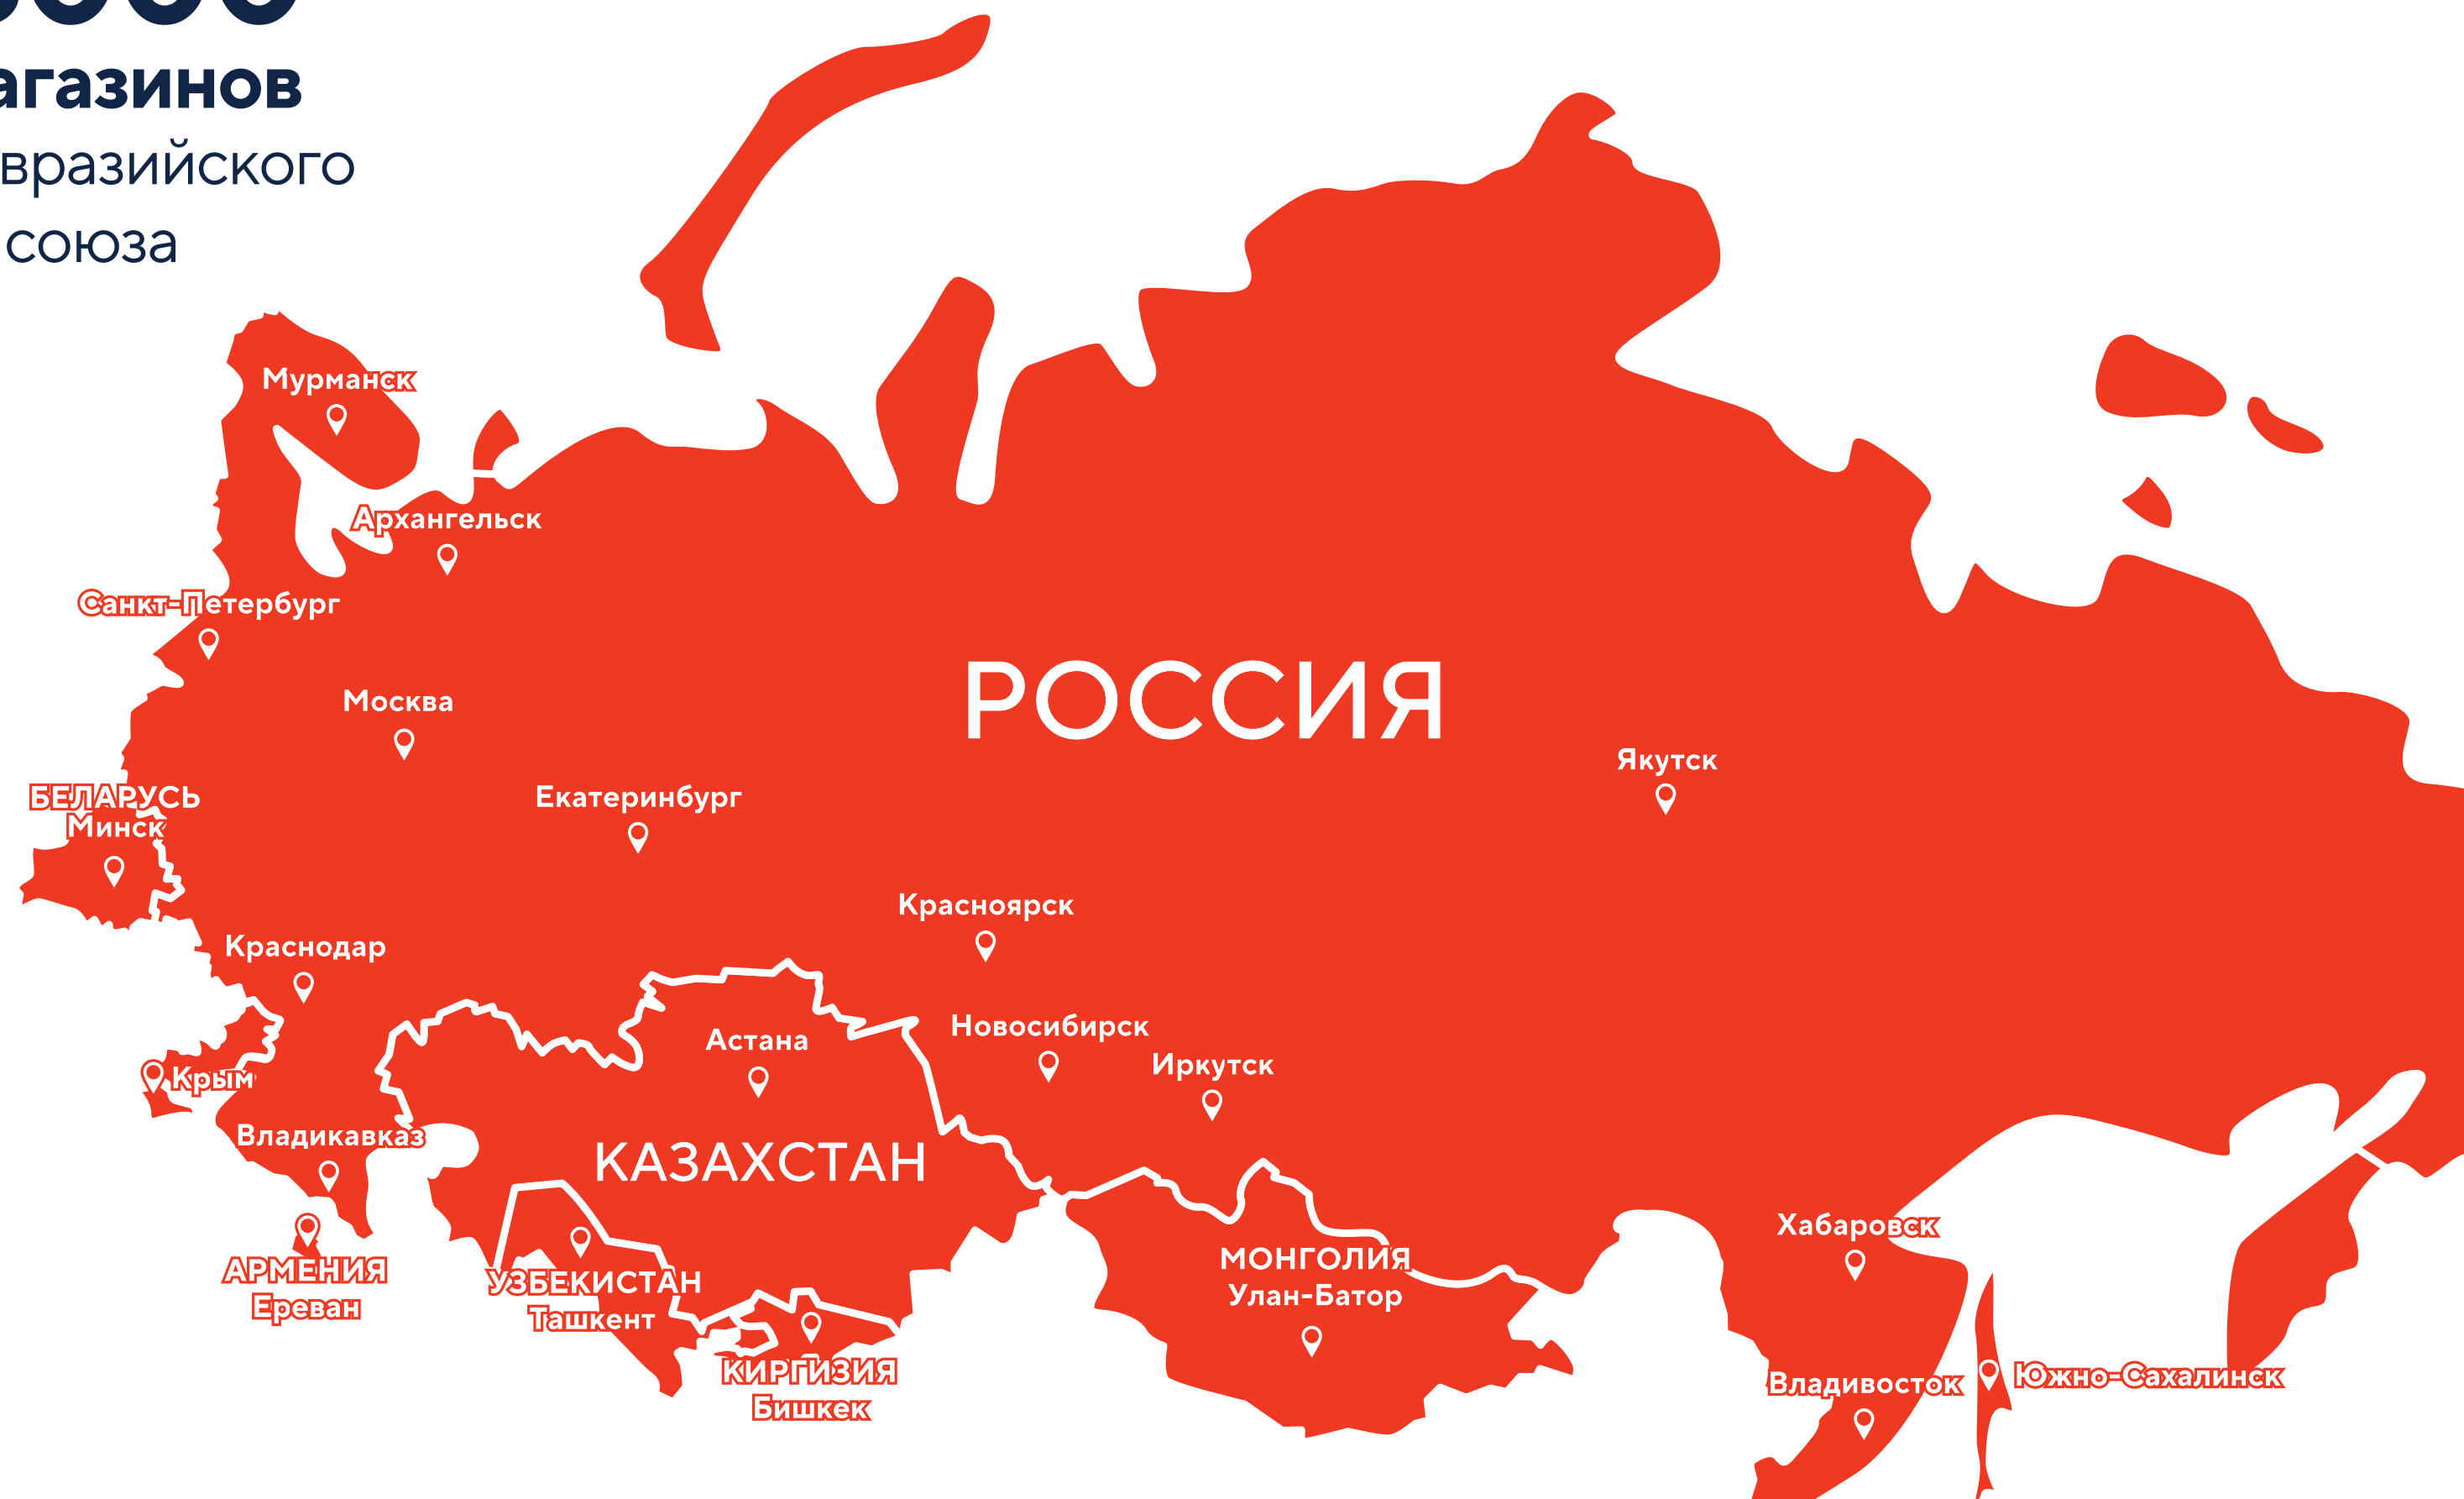 агазинов
вразийского
союза
Мурманск
Архангельск
Санкт-Петербург
Москва
РОССИЯ
Якутск
БЕЛАРУСЬ
Минск
Екатеринбург
Красноярск
Краснодар
Астана
Новосибирск
Иркутск
Крым
Владикавказ
КАЗАХСТАН
Хабаровск
МОНГОЛИЯ
Улан-Батор
АРМЕНИЯ
Ереван
УЗБЕКИСТАН
Ташкент
КИРГИЗИЯ
Бишкек
Владивосток
Южно-Сахалинск